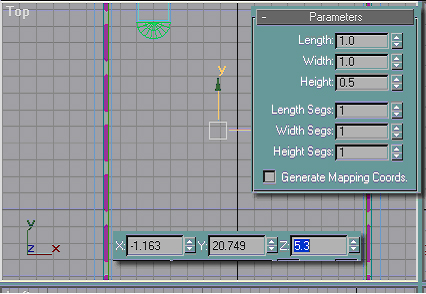 Top
- Parameters
Length: 1.0
Width: 1.0
Height: 0.5
Length Segs: 1
Width Segs: 1
Height Segs: 1
Generate Mapping Coords.
y
y
z x
X: -1.163 Y: 20.749 Z: 5.3